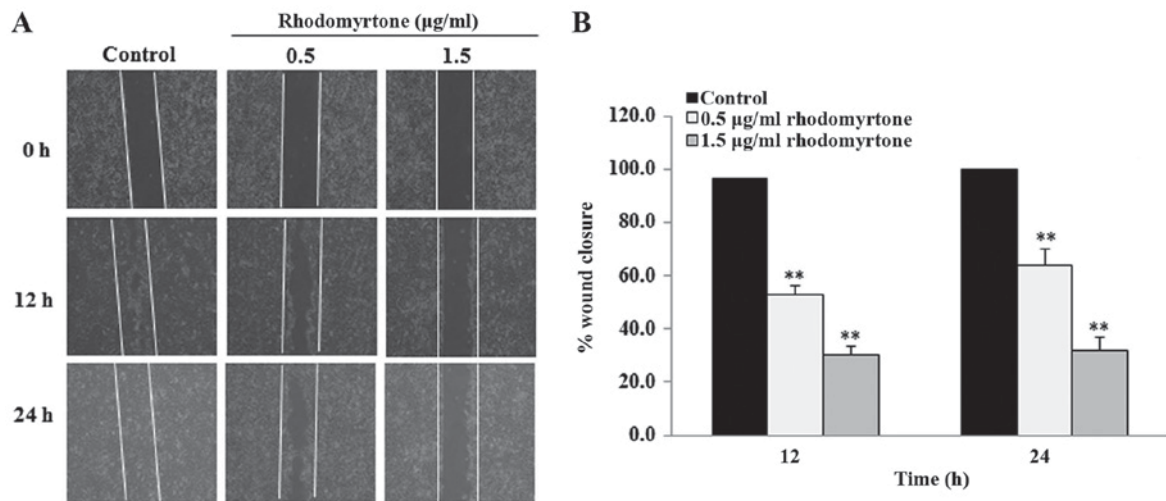 A
Rhodomyrtone (µg/ml)
Control
0.5
1.5
0 h
12 h
24 h
B
Control
0.5 µg/ml rhodomyrtone
1.5 µg/ml rhodomyrtone
120.0
100.0
80.0
60.0
40.0
20.0
0.0
% wound closure
**
**
**
**
12
24
Time (h)